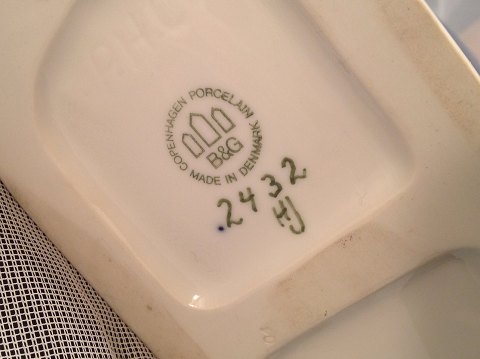 COPENHAGEN PORCELAIN
B&G
MADE IN DENMARK
.2432
HJ